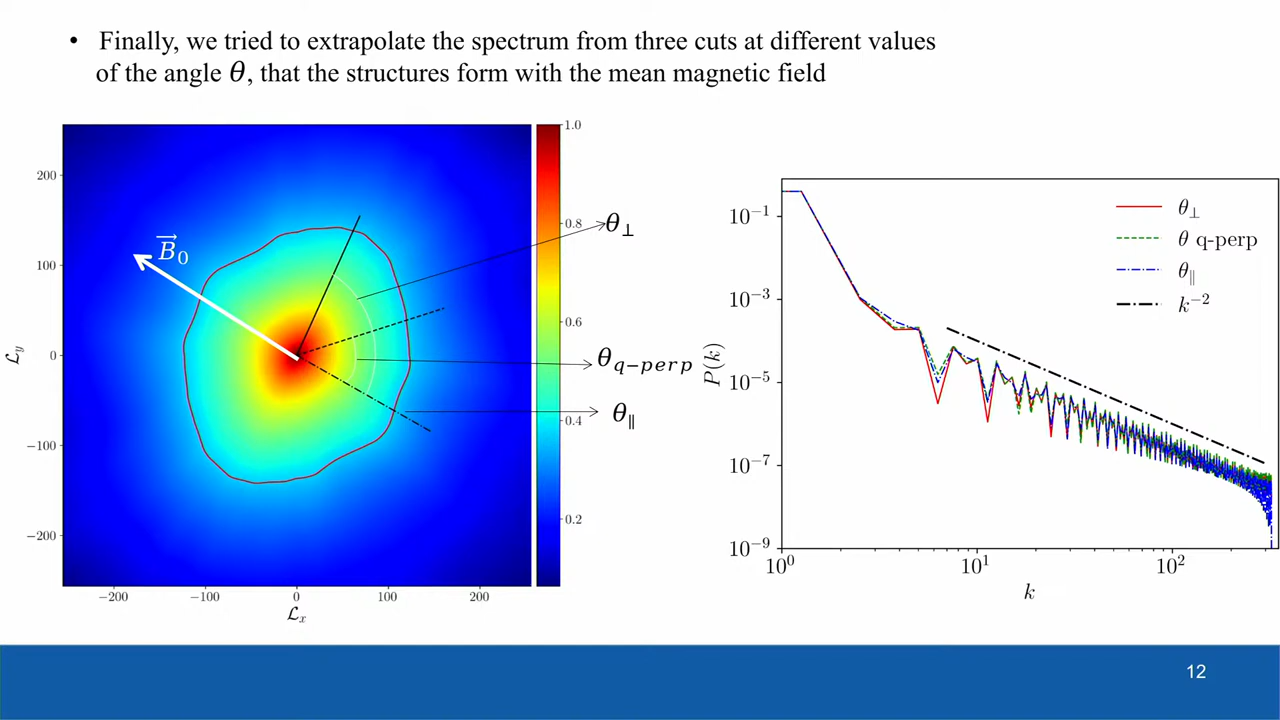 • Finally, we tried to extrapolate the spectrum from three cuts at different values
of the angle θ, that the structures form with the mean magnetic field
200
100
0
−100
−200
ℒy
−200
−100
0
100
200
ℒx
B⃗0
1.0
0.8
0.6
0.4
0.2
θ⊥
θq−perp
θ∥
10⁻¹
10⁻³
10⁻⁵
10⁻⁷
10⁻⁹
P(k)
10⁰
10¹
10²
k
θ⊥
θ q-perp
θ∥
k⁻²
12